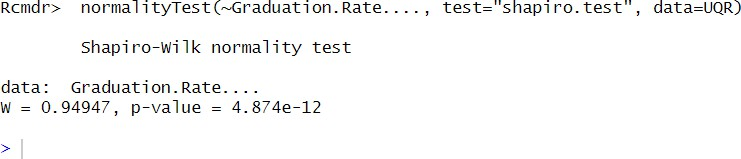 Rcmdr>  normalityTest(~Graduation.Rate...., test="shapiro.test", data=UQR)
Shapiro-Wilk normality test
data:  Graduation.Rate....
W = 0.94947, p-value = 4.874e-12
>